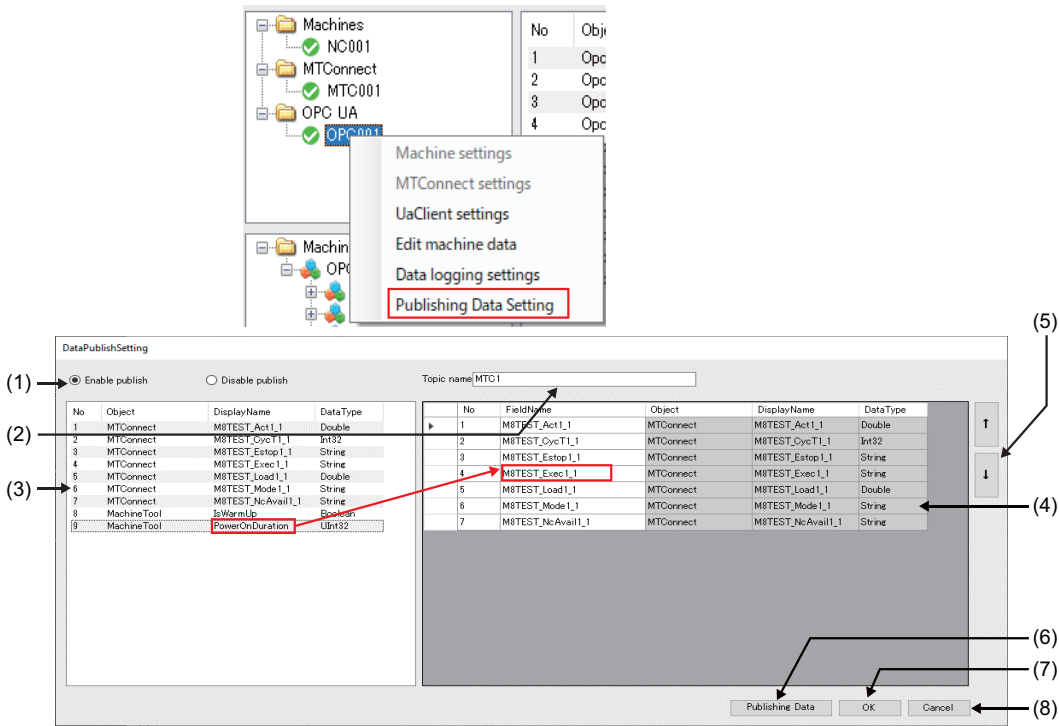 Machines
NC001
MTConnect
MTC001
OPC UA
OPC001
No Obj
1 Opc
2 Opc
3 Opc
4 Opc
Machine settings
MTConnect settings
UaClient settings
Edit machine data
Data logging settings
Publishing Data Setting
Machin
OPC
(5)
DataPublishSetting
(1)
Enable publish Disable publish Topic name MTC1
No Object DisplayName DataType
1 MTConnect M8TEST_Act1_1 Double
2 MTConnect M8TEST_CycT1_1 Int32
3 MTConnect M8TEST_Estop1_1 String
4 MTConnect M8TEST_Exec1_1 String
5 MTConnect M8TEST_Load1_1 Double
6 MTConnect M8TEST_Mode1_1 String
7 MTConnect M8TEST_NcAvail1_1 String
8 MachineTool IsWarmUp Boolean
9 MachineTool PowerOnDuration UInt32
(2)
(3)
No FieldName Object DisplayName DataType
1 M8TEST_Act1_1 MTConnect M8TEST_Act1_1 Double
2 M8TEST_CycT1_1 MTConnect M8TEST_CycT1_1 Int32
3 M8TEST_Estop1_1 MTConnect M8TEST_Estop1_1 String
4 M8TEST_Exec1_1 MTConnect M8TEST_Exec1_1 String
5 M8TEST_Load1_1 MTConnect M8TEST_Load1_1 Double
6 M8TEST_Mode1_1 MTConnect M8TEST_Mode1_1 String
7 M8TEST_NcAvail1_1 MTConnect M8TEST_NcAvail1_1 String
↑
↓
(4)
(6)
(7)
Publishing Data OK Cancel
(8)